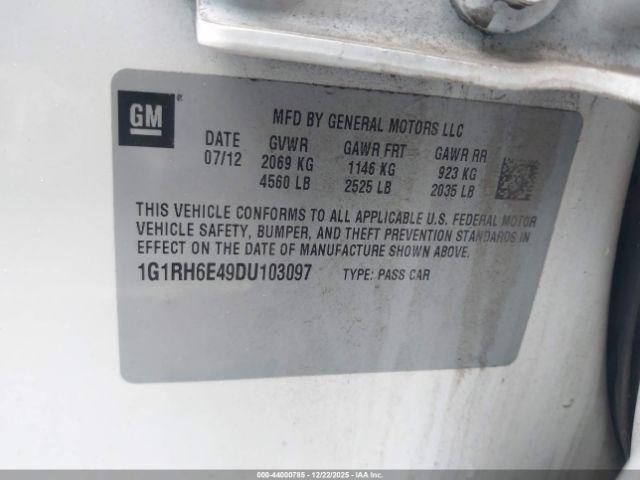 GM
®
MFD BY GENERAL MOTORS LLC
DATE GVWR GAWR FRT GAWR RR
07/12 2069 KG 1146 KG 923 KG
4560 LB 2525 LB 2035 LB
THIS VEHICLE CONFORMS TO ALL APPLICABLE U.S. FEDERAL MOTOR
VEHICLE SAFETY, BUMPER, AND THEFT PREVENTION STANDARDS IN
EFFECT ON THE DATE OF MANUFACTURE SHOWN ABOVE.
1G1RH6E49DU103097 TYPE: PASS CAR
000-44000785 - 12/22/2025 - IAAI.COM